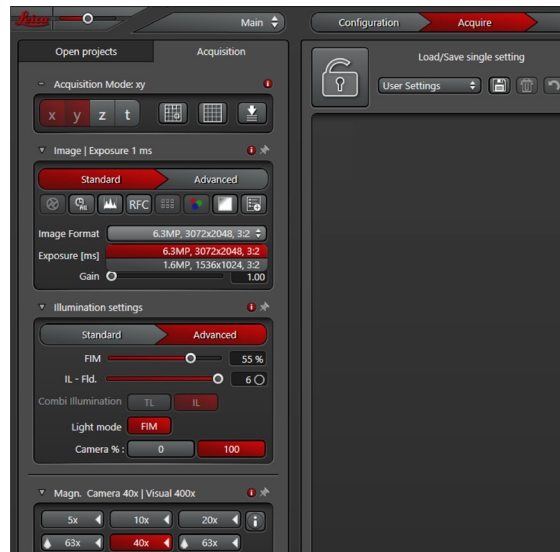 Leica
Main
Configuration
Acquire
Open projects
Acquisition
Load/Save single setting
User Settings
Acquisition Mode: xy
x y z t
Image | Exposure 1 ms
Standard
Advanced
RFC
Image Format
6.3MP, 3072x2048, 3:2
Exposure [ms]
6.3MP, 3072x2048, 3:2
1.6MP, 1536x1024, 3:2
Gain
1.00
Illumination settings
Standard
Advanced
FIM
55 %
IL - Fld.
6
Combi Illumination
TL
IL
Light mode
FIM
Camera % :
0
100
Magn. Camera 40x | Visual 400x
5x
10x
20x
63x
40x
63x